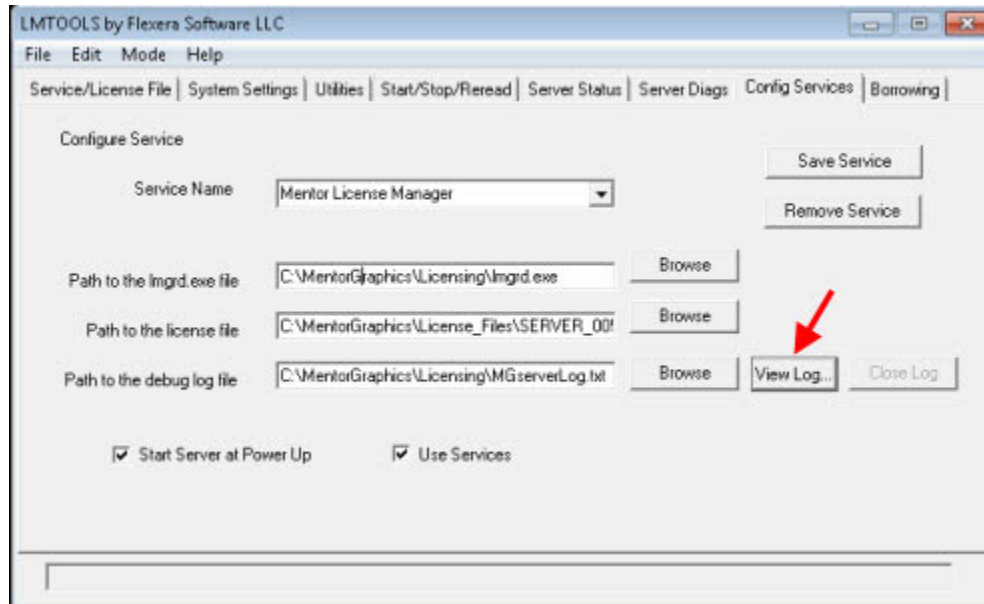 LMTOOLS by Flexera Software LLC
File Edit Mode Help
Service/License File System Settings Utilities Start/Stop/Reread Server Status Server Diags Config Services Borrowing
Configure Service
Save Service
Service Name Mentor License Manager
Remove Service
Path to the lmgrd.exe file C:\MentorGraphics\Licensing\lmgrd.exe Browse
Path to the license file C:\MentorGraphics\License_Files\SERVER_00 Browse
Path to the debug log file C:\MentorGraphics\Licensing\MGserverLog.txt Browse View Log... Close Log
Start Server at Power Up Use Services